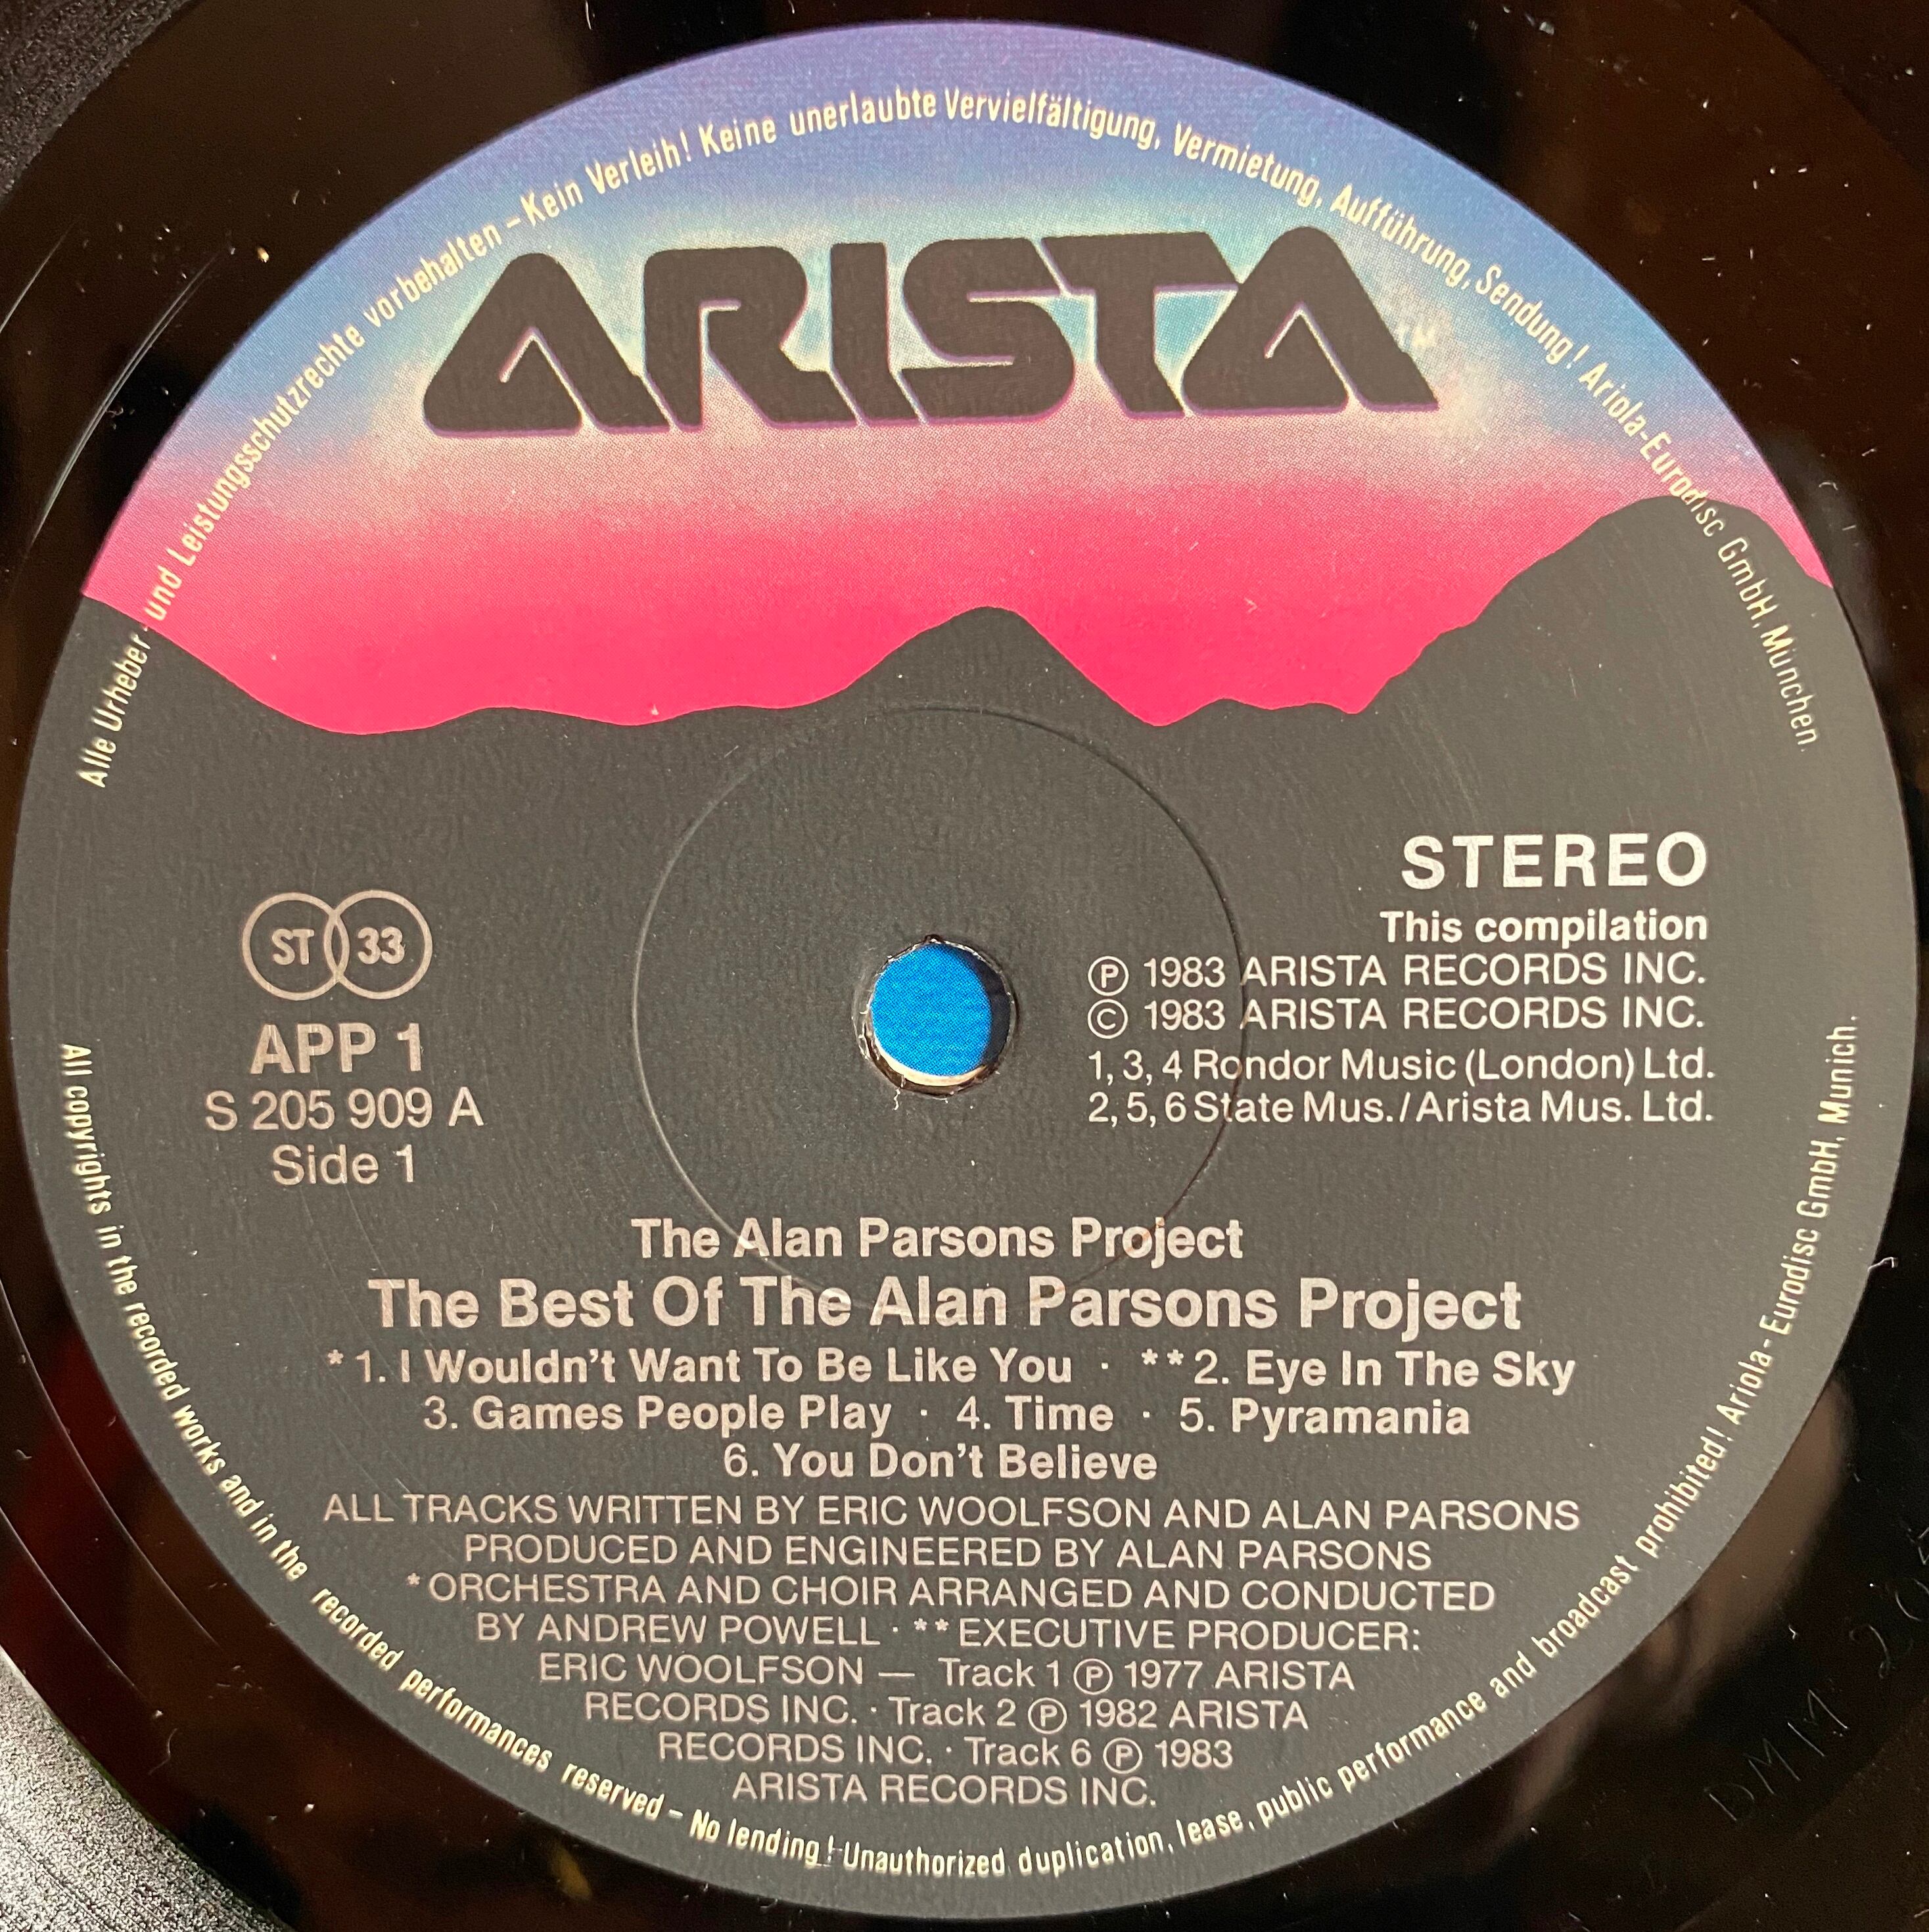 Alle Urheber- und Leistungsschutzrechte vorbehalten – Kein Verleih! Keine unerlaubte Vervielfältigung, Vermietung, Aufführung, Sendung! Ariola-Eurodisc GmbH, München.
ARISTA
STEREO
This compilation
Ⓟ 1983 ARISTA RECORDS INC.
© 1983 ARISTA RECORDS INC.
1, 3, 4 Rondor Music (London) Ltd.
2, 5, 6 State Mus. / Arista Mus. Ltd.
ST 33
APP 1
S 205 909 A
Side 1
The Alan Parsons Project
The Best Of The Alan Parsons Project
* 1. I Wouldn't Want To Be Like You · ** 2. Eye In The Sky
3. Games People Play · 4. Time · 5. Pyramania
6. You Don't Believe
ALL TRACKS WRITTEN BY ERIC WOOLFSON AND ALAN PARSONS
PRODUCED AND ENGINEERED BY ALAN PARSONS
* ORCHESTRA AND CHOIR ARRANGED AND CONDUCTED
BY ANDREW POWELL · ** EXECUTIVE PRODUCER:
ERIC WOOLFSON — Track 1 Ⓟ 1977 ARISTA
RECORDS INC. · Track 2 Ⓟ 1982 ARISTA
RECORDS INC. · Track 6 Ⓟ 1983
ARISTA RECORDS INC.
All copyrights in the recorded works and in the recorded performances reserved – No lending! Unauthorized duplication, lease, public performance and broadcast prohibited! Ariola-Eurodisc GmbH, Munich.
DMM